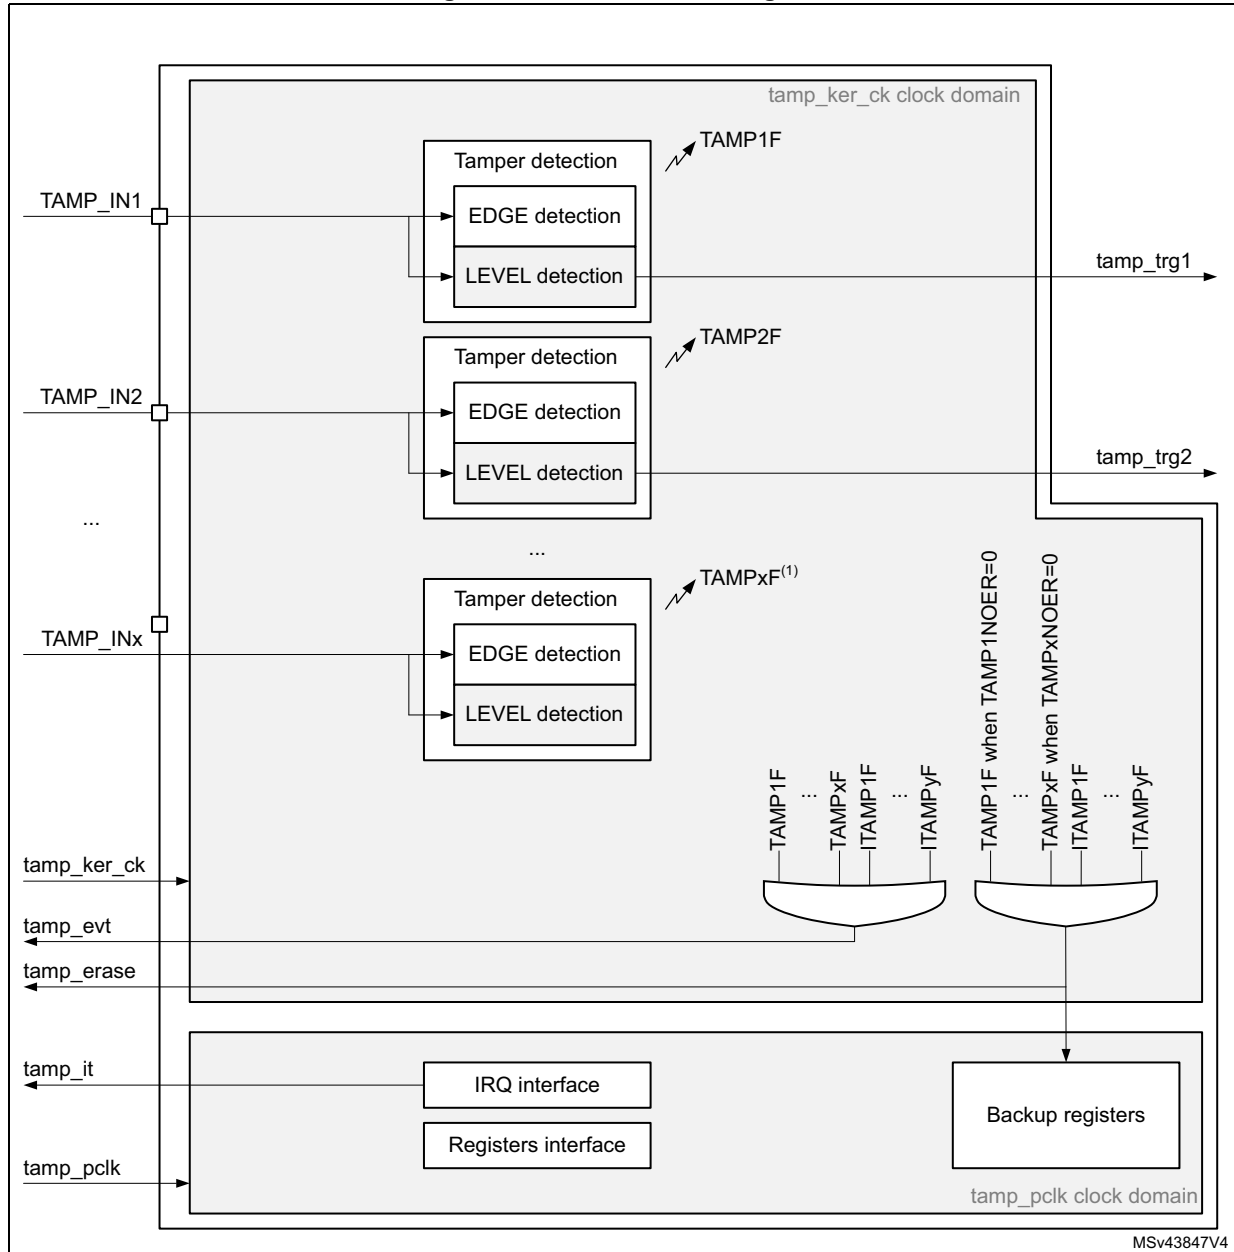 tamp_ker_ck clock domain
TAMP1F
Tamper detection
TAMP_IN1
EDGE detection
LEVEL detection
tamp_trg1
TAMP2F
Tamper detection
TAMP_IN2
EDGE detection
LEVEL detection
tamp_trg2
...
...
TAMPxF(1)
Tamper detection
TAMP_INx
EDGE detection
LEVEL detection
TAMP1F
...
TAMPxF
ITAMP1F
...
ITAMPyF
TAMP1F when TAMP1NOER=0
...
TAMPxF when TAMPxNOER=0
ITAMP1F
...
ITAMPyF
tamp_ker_ck
tamp_evt
tamp_erase
tamp_it
IRQ interface
Backup registers
Registers interface
tamp_pclk
tamp_pclk clock domain
MSv43847V4